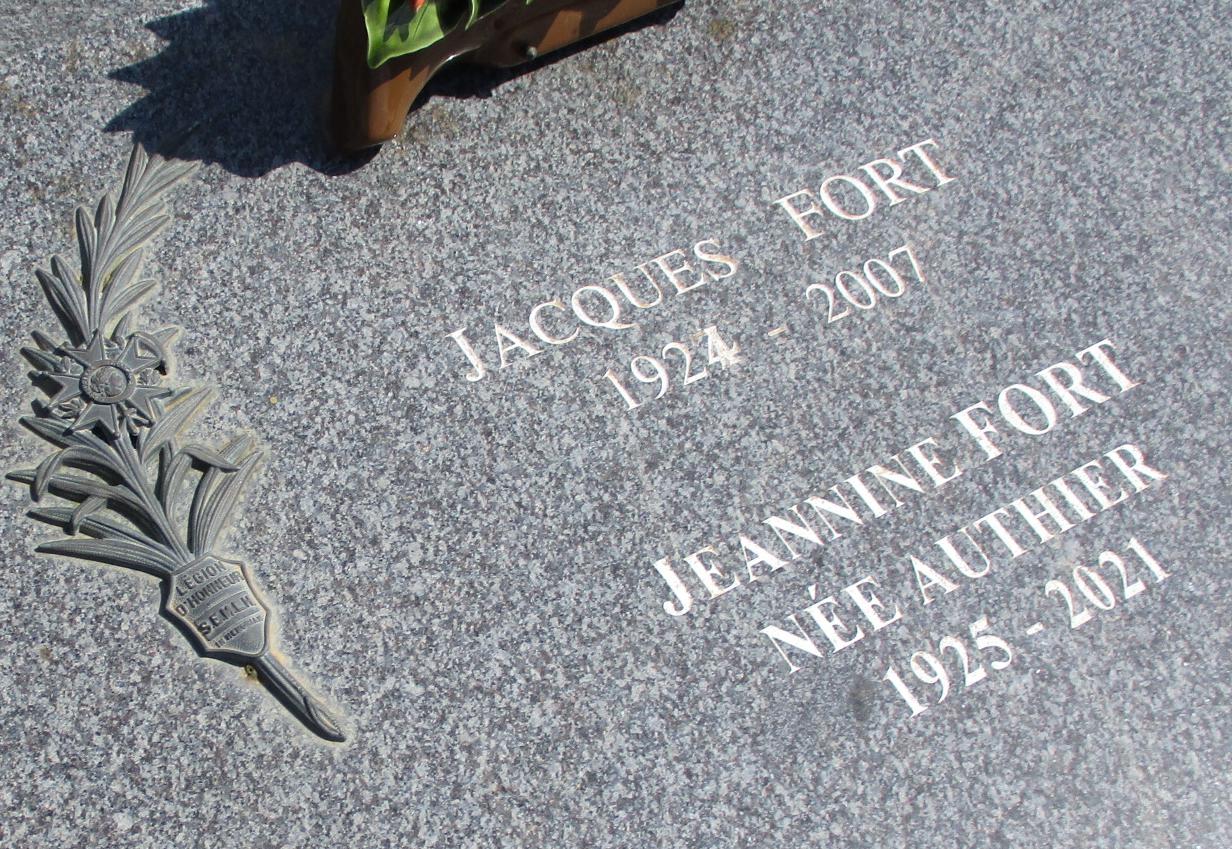 JACQUES FORT
1924 - 2007
JEANNINE FORT
NÉE AUTHIER
1925 - 2021
LÉGION
D'HONNEUR
S.E.M.L.H